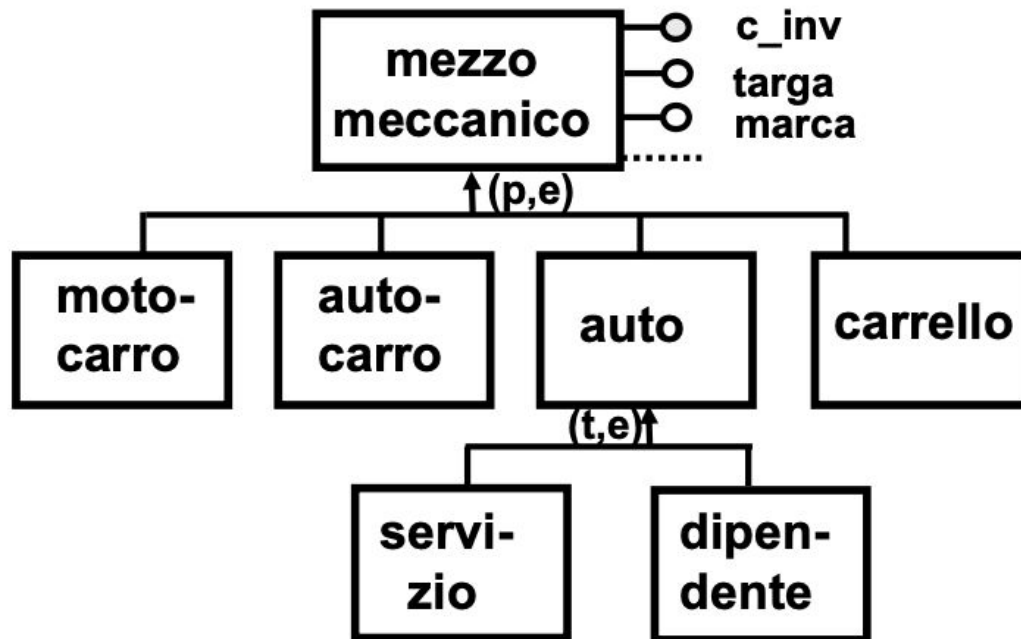 mezzo
meccanico
c_inv
targa
marca
(p,e)
moto-
carro
auto-
carro
auto
carrello
(t,e)
servi-
zio
dipen-
dente